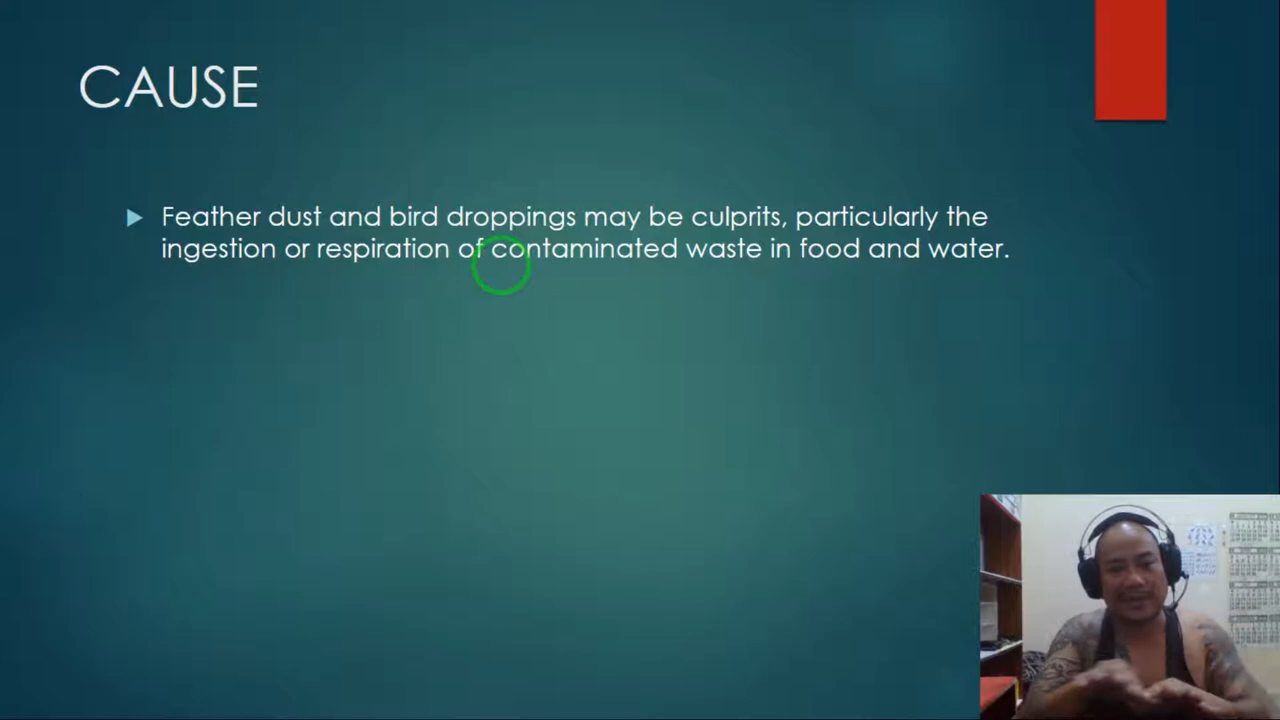 CAUSE
Feather dust and bird droppings may be culprits, particularly the
ingestion or respiration of contaminated waste in food and water.